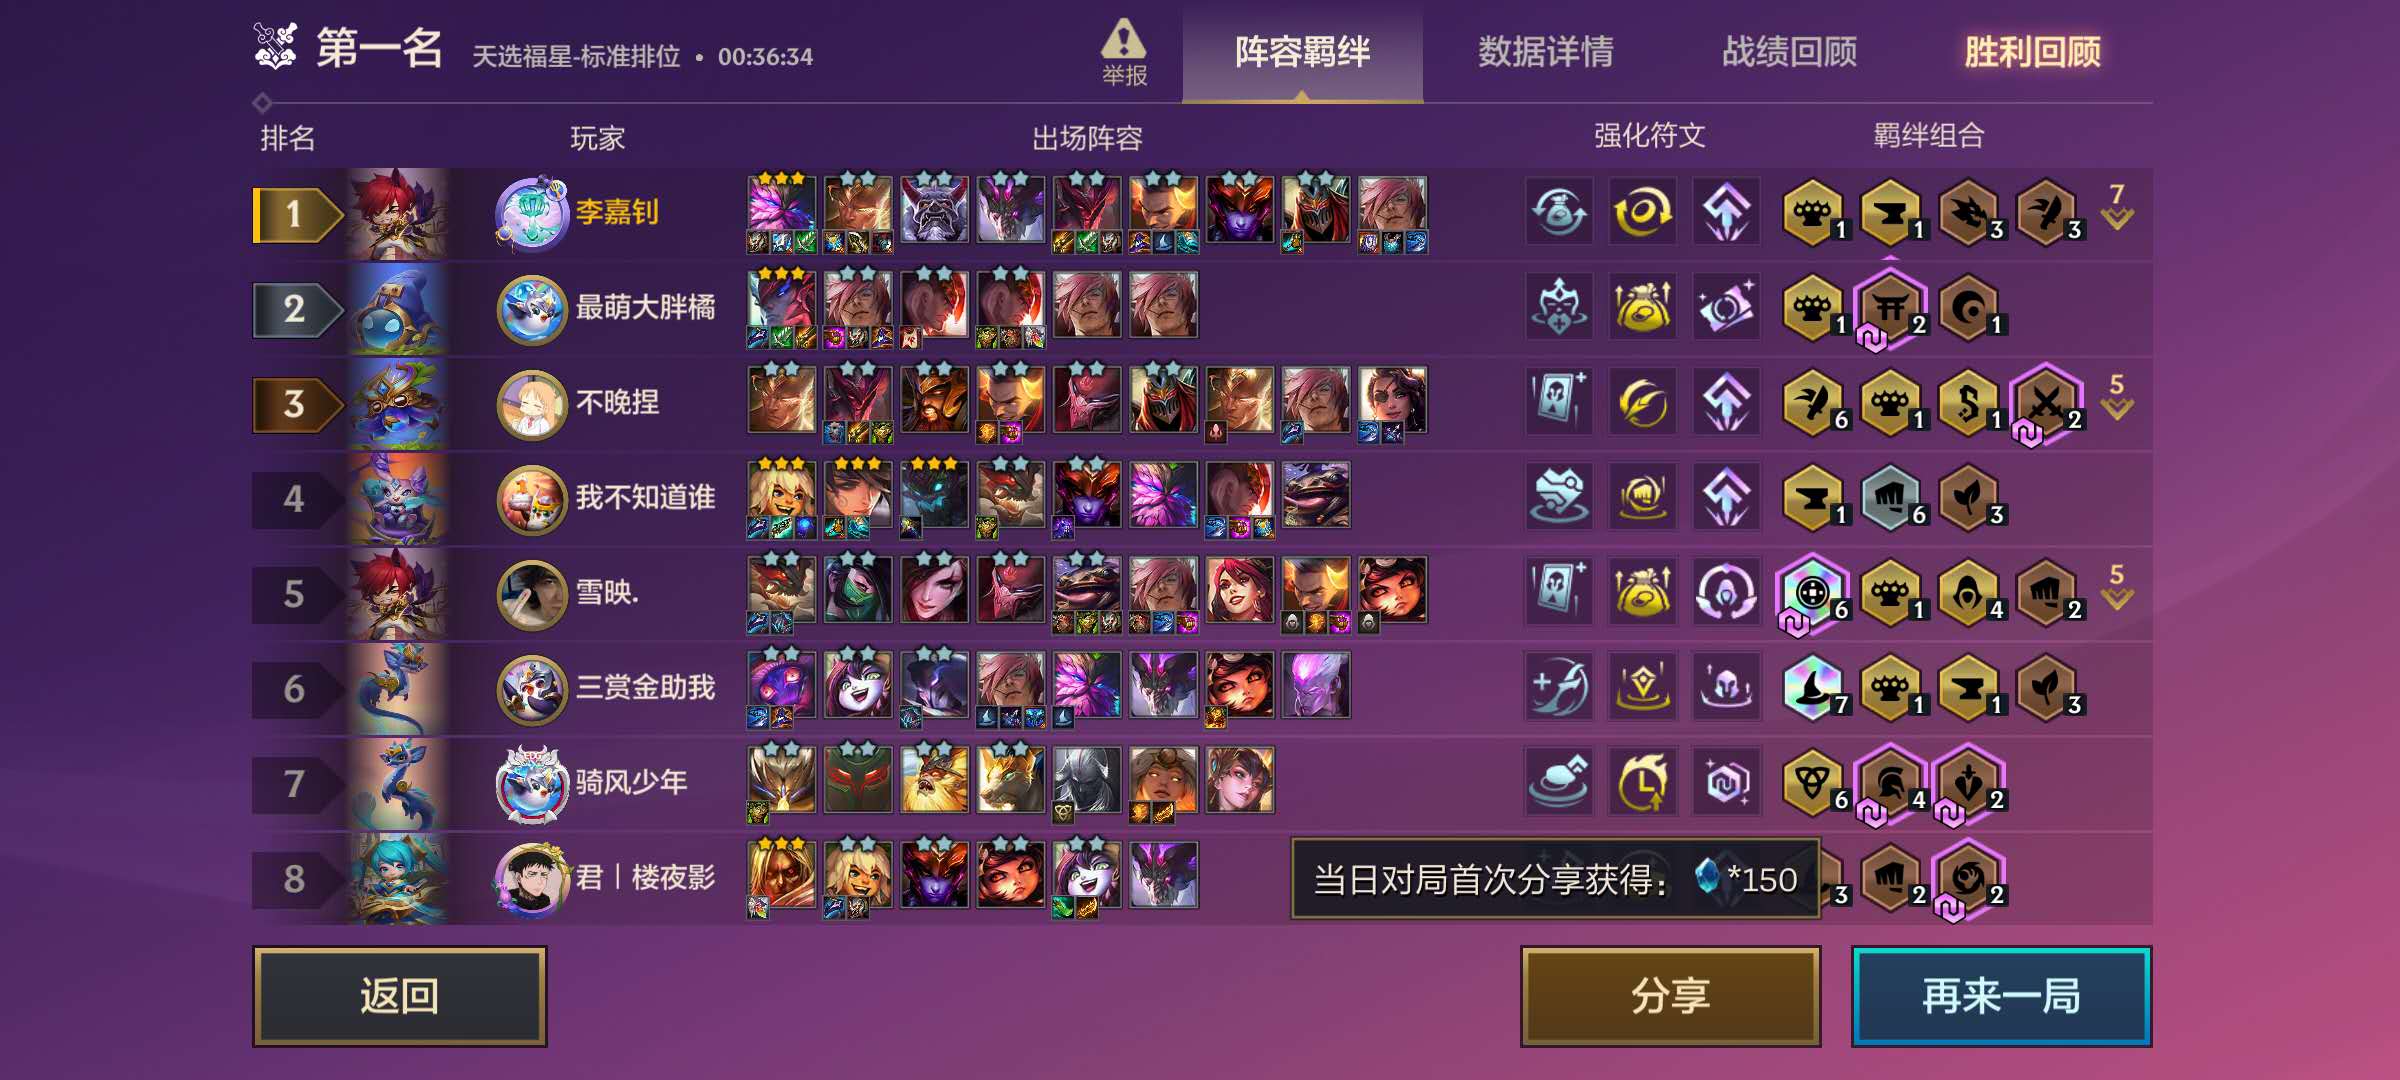 第一名 天选福星-标准排位 • 00:36:34
举报
阵容羁绊 数据详情 战绩回顾 胜利回顾
排名 玩家 出场阵容 强化符文 羁绊组合
1 李嘉钊 1 1 3 3 7
2 最萌大胖橘 1 2 1
3 不晚捏 6 1 1 2 5
4 我不知道谁 1 6 3
5 雪映. 6 1 4 2 5
6 三赏金助我 7 1 1 3
7 骑风少年 6 4 2
8 君丨楼夜影 3 2 2
当日对局首次分享获得： *150
返回 分享 再来一局